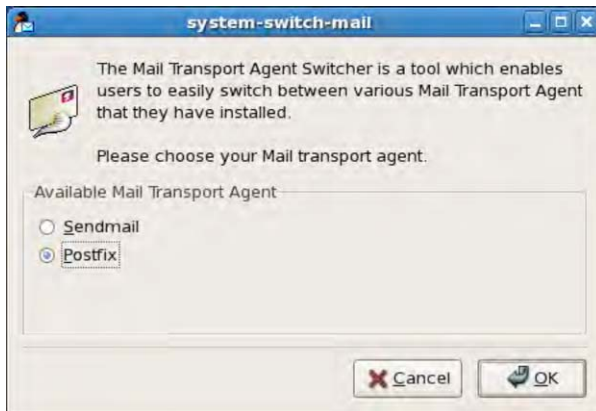 system-switch-mail
The Mail Transport Agent Switcher is a tool which enables
users to easily switch between various Mail Transport Agent
that they have installed.
Please choose your Mail transport agent.
Available Mail Transport Agent
Sendmail
Postfix
Cancel
OK